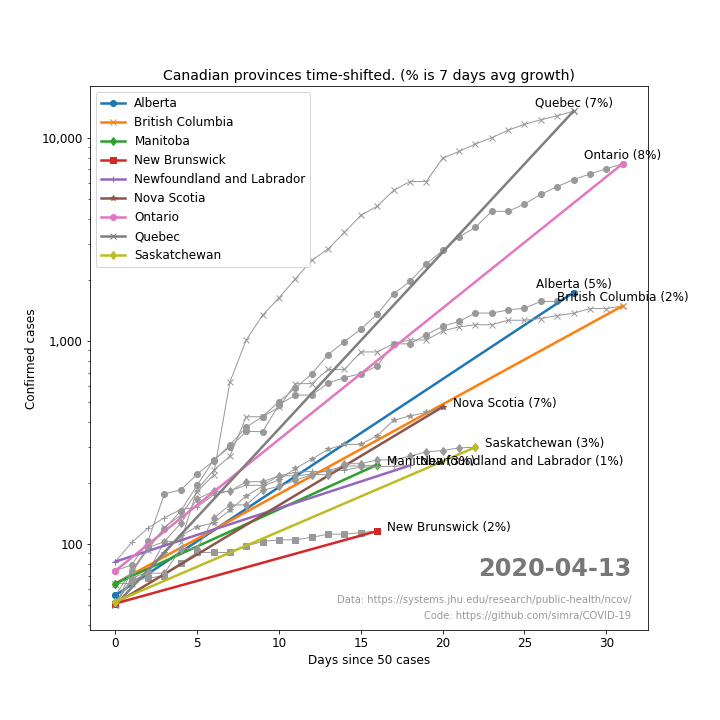 Canadian provinces time-shifted. (% is 7 days avg growth)
Alberta
British Columbia
Manitoba
New Brunswick
Newfoundland and Labrador
Nova Scotia
Ontario
Quebec
Saskatchewan
Quebec (7%)
Ontario (8%)
Alberta (5%)
British Columbia (2%)
Nova Scotia (7%)
Saskatchewan (3%)
Manitoba (3%)
Newfoundland and Labrador (1%)
New Brunswick (2%)
10,000
1,000
100
Confirmed cases
2020-04-13
Data: https://systems.jhu.edu/research/public-health/ncov/
Code: https://github.com/simra/COVID-19
0 5 10 15 20 25 30
Days since 50 cases